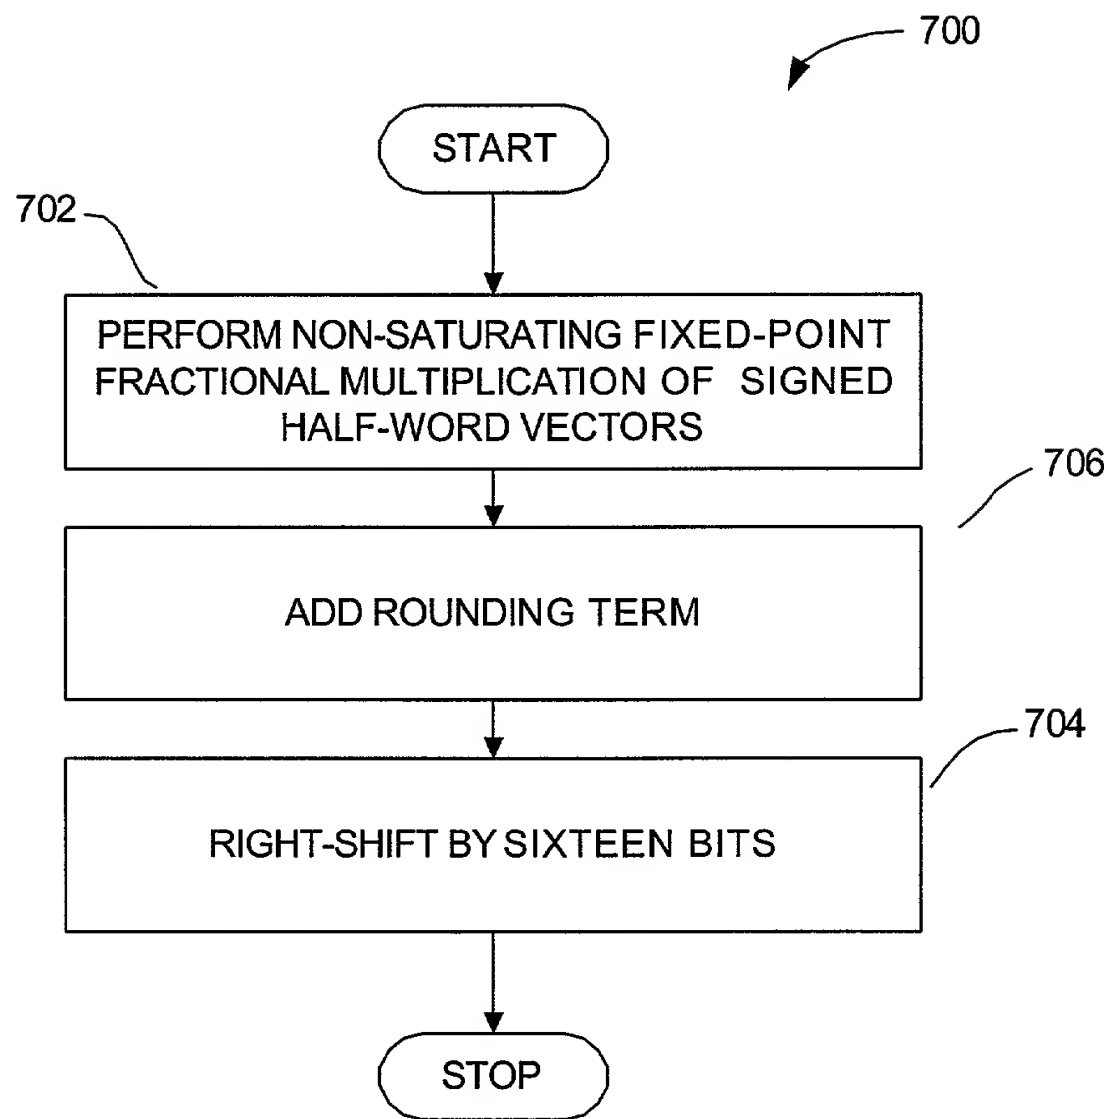 700
START
702
PERFORM NON-SATURATING FIXED-POINT
FRACTIONAL MULTIPLICATION OF SIGNED
HALF-WORD VECTORS
706
ADD ROUNDING TERM
704
RIGHT-SHIFT BY SIXTEEN BITS
STOP